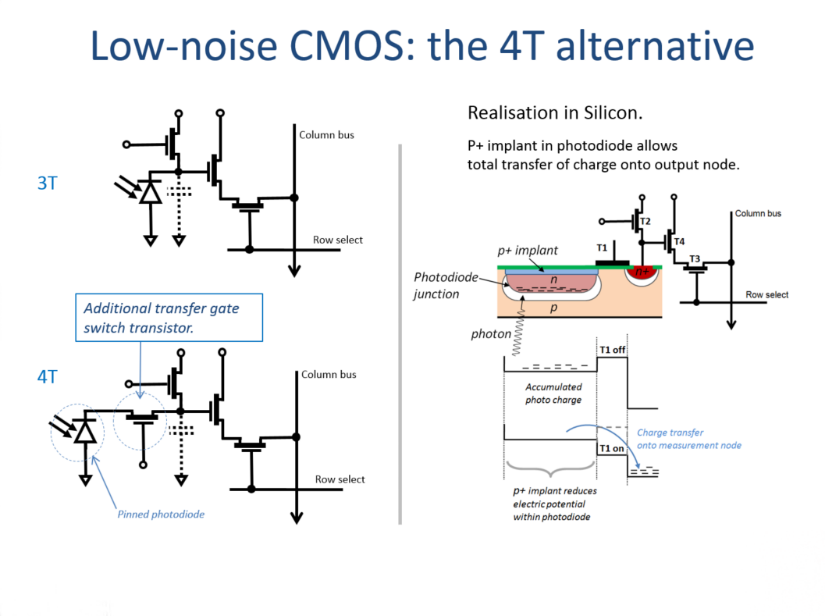 Low-noise CMOS: the 4T alternative
3T
Column bus
Row select
Additional transfer gate
switch transistor.
4T
Column bus
Row select
Pinned photodiode
Realisation in Silicon.
P+ implant in photodiode allows
total transfer of charge onto output node.
Column bus
T2
T1
T4
p+ implant
T3
n+
Photodiode
junction
n
Row select
p
photon
T1 off
Accumulated
photo charge
Charge transfer
onto measurement node
T1 on
p+ implant reduces
electric potential
within photodiode